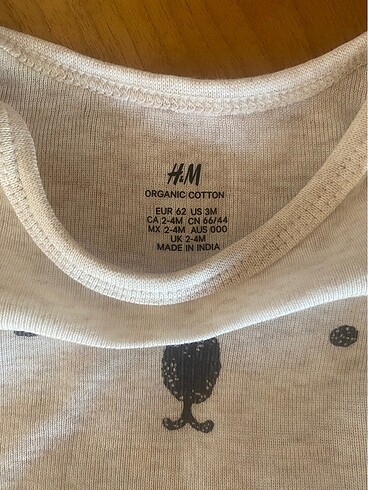 H&M
ORGANIC COTTON
EUR 62 US 3M
CA 2-4M CN 66/44
MX 2-4M AUS 000
UK 2-4M
MADE IN INDIA